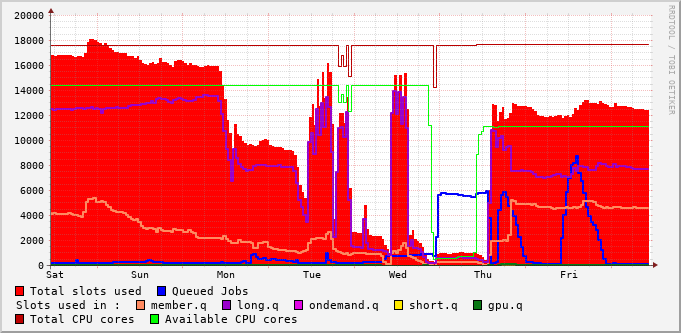 20000
18000
16000
14000
12000
10000
8000
6000
4000
2000
0
Sat Sun Mon Tue Wed Thu Fri
RRDTOOL / TOBI OETIKER
Total slots used Queued Jobs
Slots used in : member.q long.q ondemand.q short.q gpu.q
Total CPU cores Available CPU cores